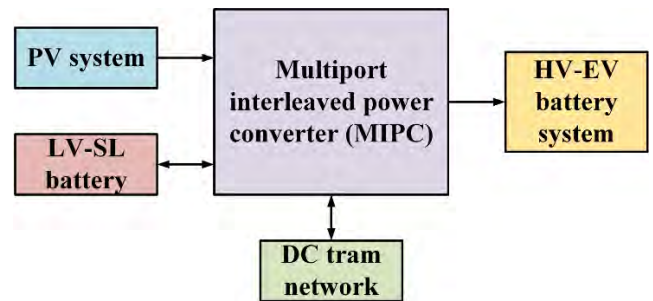 PV system
LV-SL
battery
Multiport
interleaved power
converter (MIPC)
HV-EV
battery
system
DC tram
network